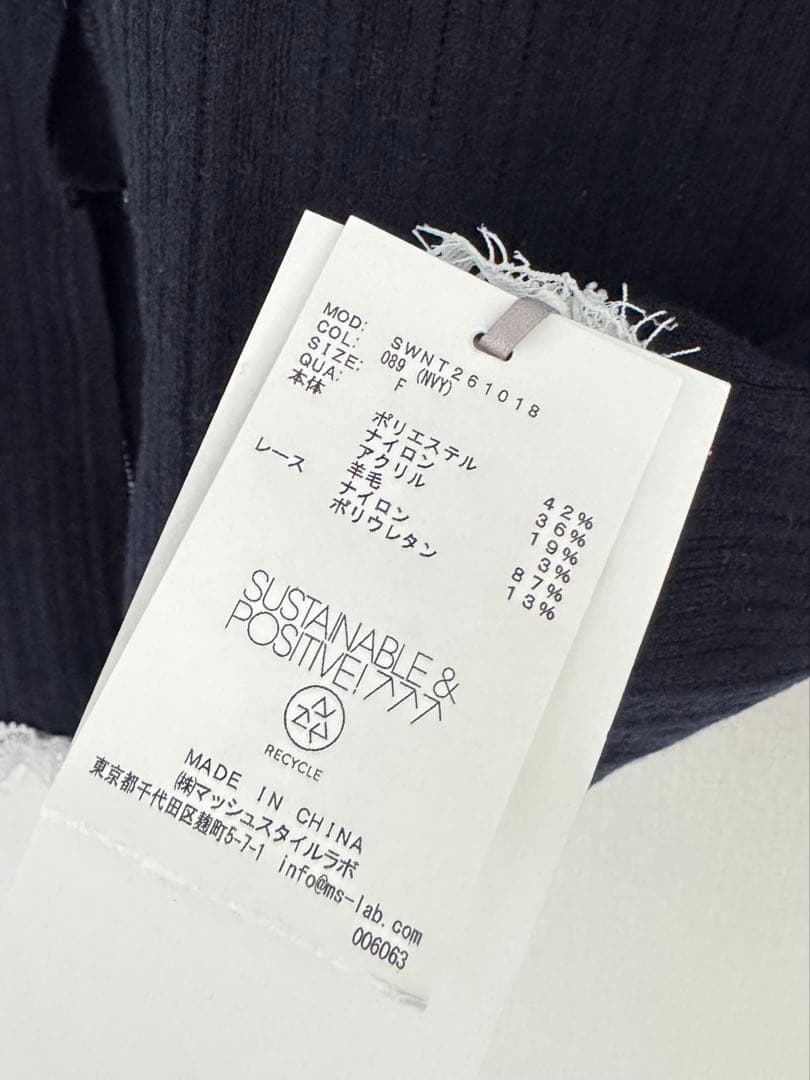 MOD: SWNT261018
COL: 089 (NVY)
SIZE: F
QUA:
本体 ポリエステル 42%
ナイロン 36%
アクリル 19%
羊毛 3%
レース ナイロン 87%
ポリウレタン 13%
SUSTAINABLE &
POSITIVE!
RECYCLE
MADE IN CHINA
(株)マッシュスタイルラボ
東京都千代田区麹町5-7-1 info@ms-lab.com
006063